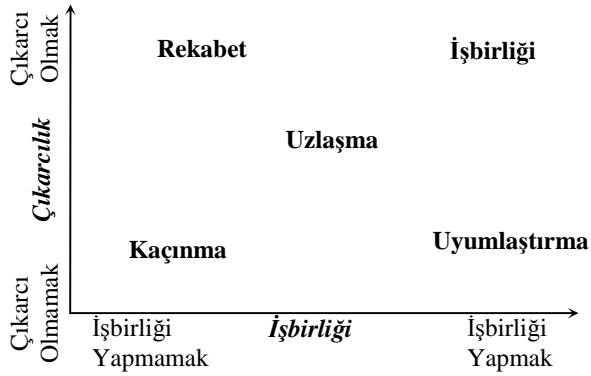 Çıkarcı
Olmak
Rekabet
İşbirliği
Uzlaşma
Çıkarcılık
Kaçınma
Uyumlaştırma
Çıkarcı
Olmamak
İşbirliği
Yapmamak
İşbirliği
İşbirliği
Yapmak